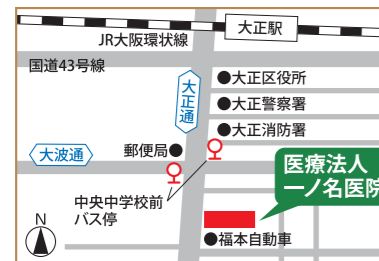 大正駅
JR大阪環状線
国道43号線
大正通
●大正区役所
●大正警察署
●大正消防署
大波通
郵便局●
医療法人
一ノ名医院
中央中学校前
バス停
N
●福本自動車